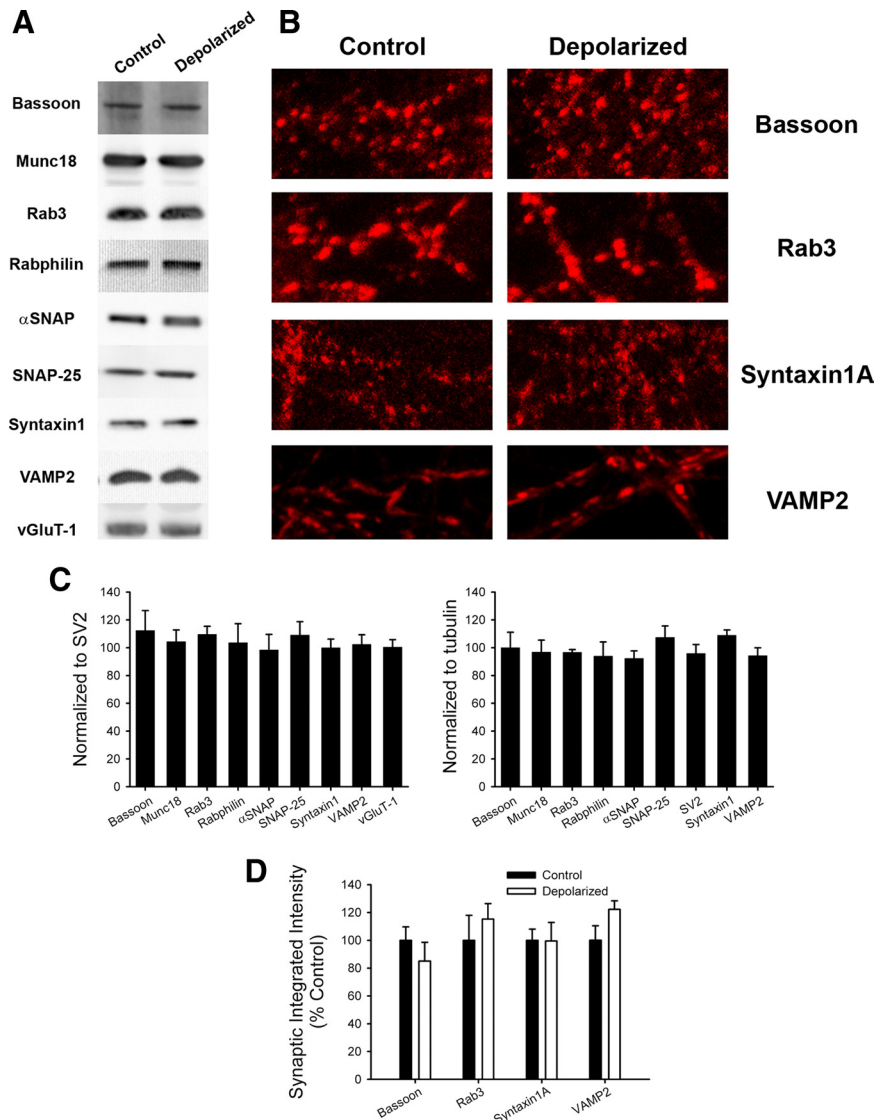 A
Control
Depolarized
Bassoon
Munc18
Rab3
Rabphilin
αSNAP
SNAP-25
Syntaxin1
VAMP2
vGluT-1
B
Control
Depolarized
Bassoon
Rab3
Syntaxin1A
VAMP2
C
Normalized to SV2
140
120
100
80
60
40
20
0
Bassoon
Munc18
Rab3
Rabphilin
αSNAP
SNAP-25
Syntaxin1
VAMP2
vGluT-1
Normalized to tubulin
140
120
100
80
60
40
20
0
Bassoon
Munc18
Rab3
Rabphilin
αSNAP
SNAP-25
SV2
Syntaxin1
VAMP2
D
Synaptic Integrated Intensity
(% Control)
140
120
100
80
60
40
20
0
Control
Depolarized
Bassoon
Rab3
Syntaxin1A
VAMP2